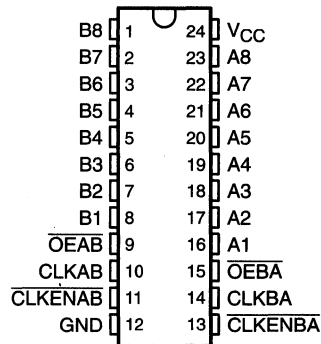 B8 1 24 VCC
B7 2 23 A8
B6 3 22 A7
B5 4 21 A6
B4 5 20 A5
B3 6 19 A4
B2 7 18 A3
B1 8 17 A2
OEAB 9 16 A1
CLKAB 10 15 OEBA
CLKENAB 11 14 CLKBA
GND 12 13 CLKENBA